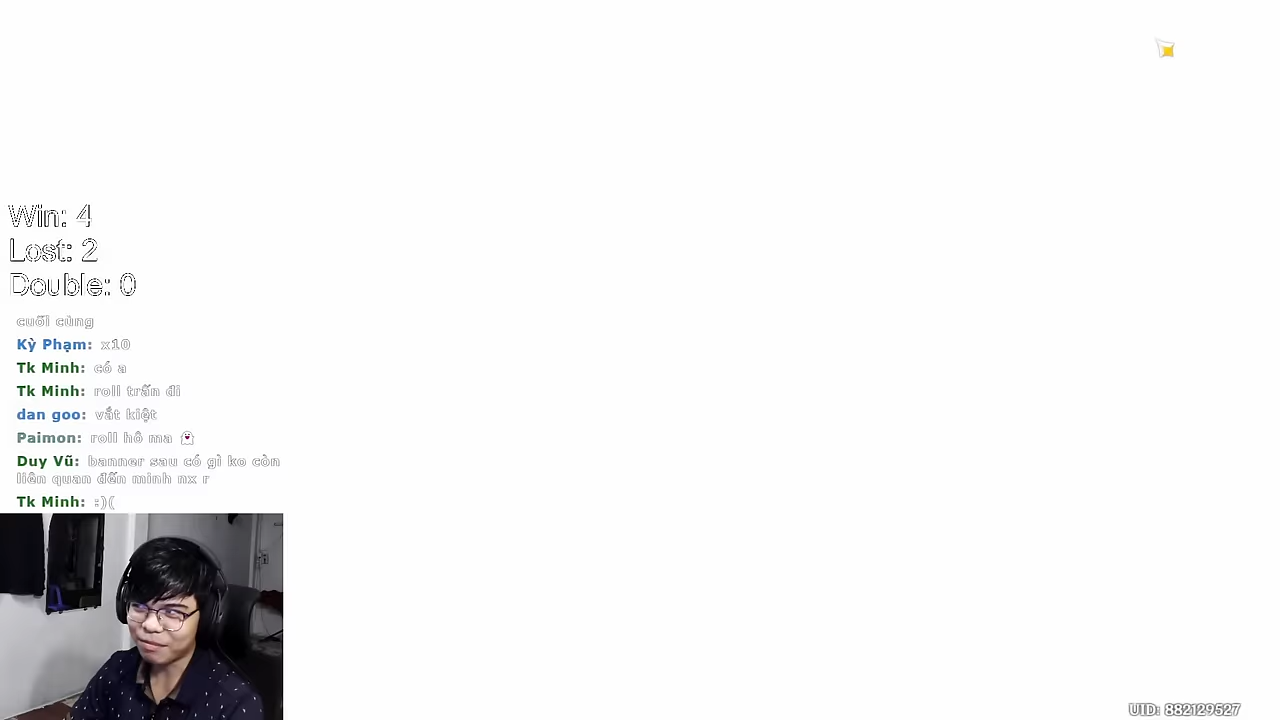 Win: 4
Lost: 2
Double: 0
cuối cùng
Kỳ Phạm: x10
Tk Minh: có a
Tk Minh: roll trấn đi
dan goo: vắt kiệt
Paimon: roll hô ma
Duy Vũ: banner sau có gì ko còn
liên quan đến minh nx r
Tk Minh: :)(
UID: 882129527